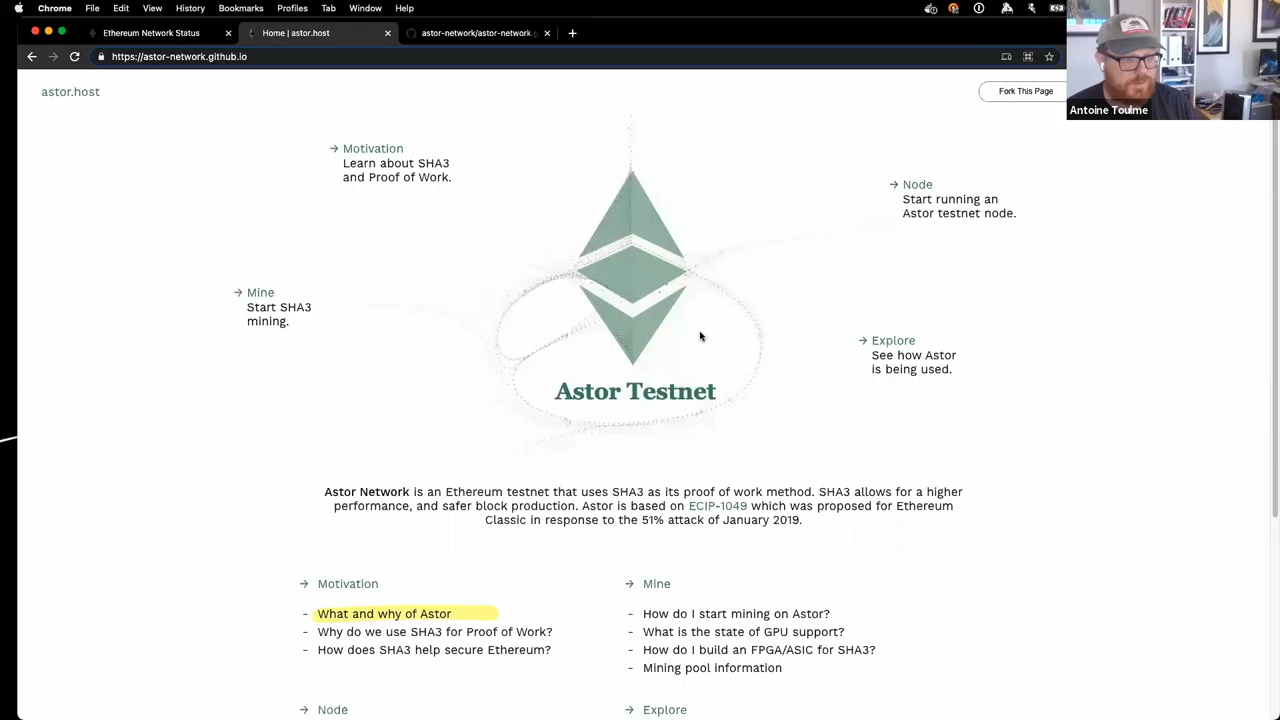 Chrome File Edit View History Bookmarks Profiles Tab Window Help
Ethereum Network Status
Home | astor.host
astor-network/astor-network.g
https://astor-network.github.io
astor.host
Fork This Page
Antoine Toulme
→ Motivation
Learn about SHA3
and Proof of Work.
→ Node
Start running an
Astor testnet node.
→ Mine
Start SHA3
mining.
→ Explore
See how Astor
is being used.
Astor Testnet
Astor Network is an Ethereum testnet that uses SHA3 as its proof of work method. SHA3 allows for a higher
performance, and safer block production. Astor is based on ECIP-1049 which was proposed for Ethereum
Classic in response to the 51% attack of January 2019.
→ Motivation
- What and why of Astor
- Why do we use SHA3 for Proof of Work?
- How does SHA3 help secure Ethereum?
→ Mine
- How do I start mining on Astor?
- What is the state of GPU support?
- How do I build an FPGA/ASIC for SHA3?
- Mining pool information
→ Node
→ Explore